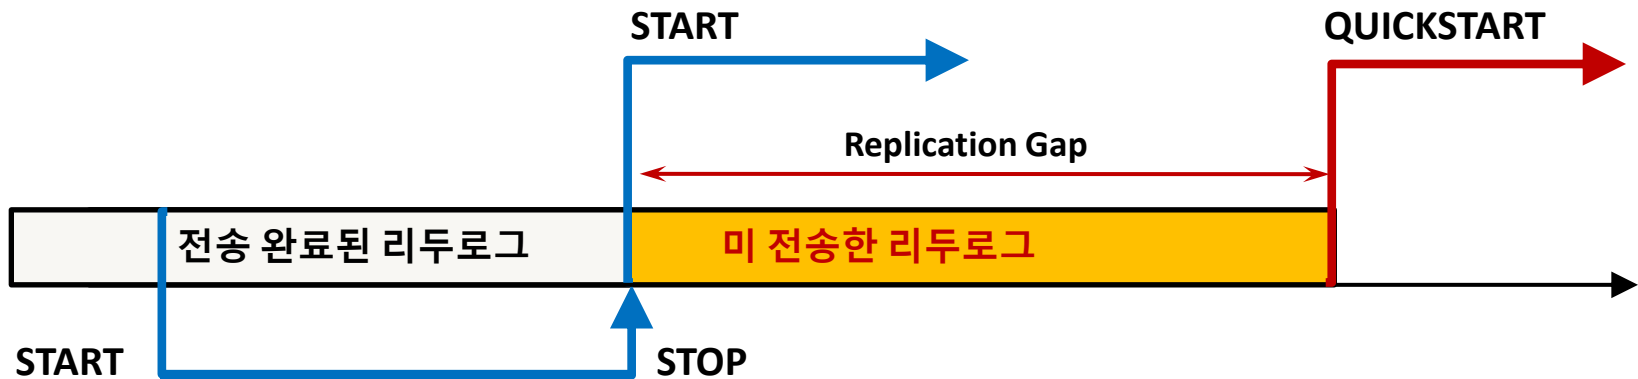 START
QUICKSTART
Replication Gap
전송 완료된 리두로그
미 전송한 리두로그
START
STOP